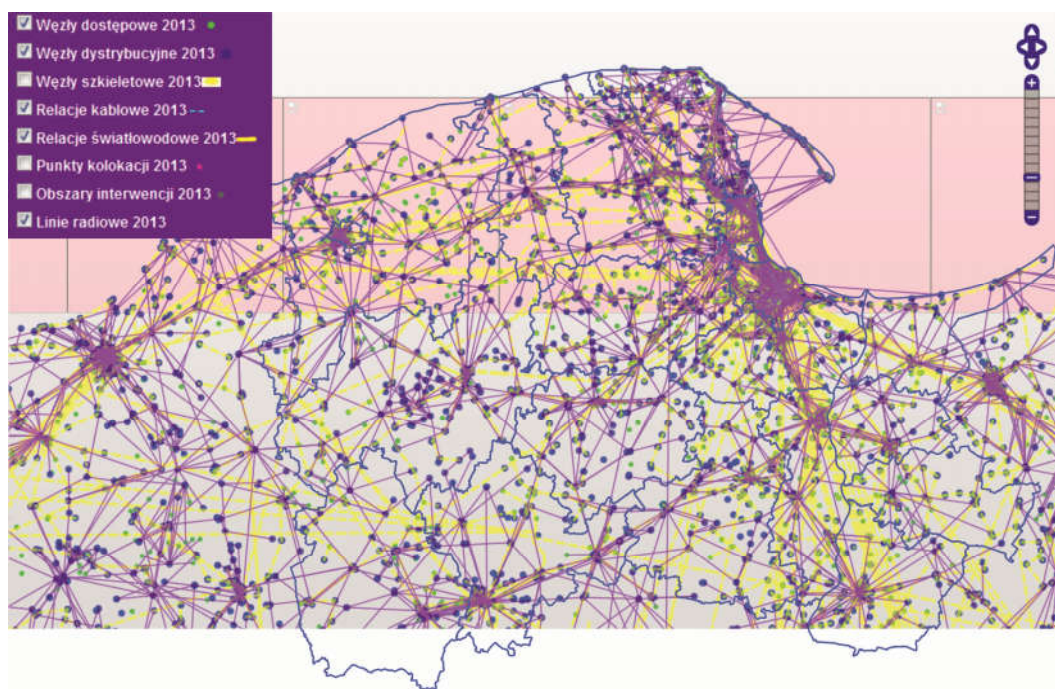 Węzły dostępowe 2013
Węzły dystrybucyjne 2013
Węzły szkieletowe 2013
Relacje kablowe 2013
Relacje światłowodowe 2013
Punkty kolokacji 2013
Obszary interwencji 2013
Linie radiowe 2013